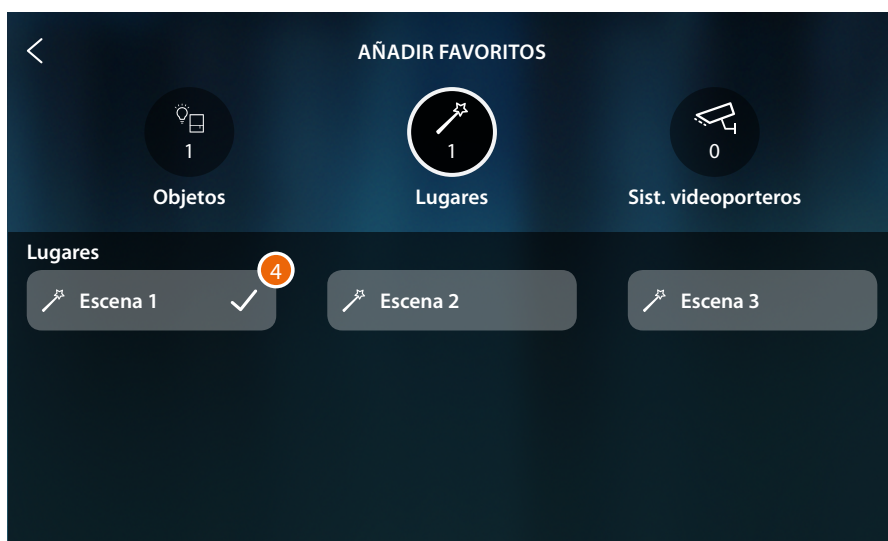 AÑADIR FAVORITOS
1
1
0
Objetos
Lugares
Sist. videoporteros
Lugares
4
Escena 1
Escena 2
Escena 3